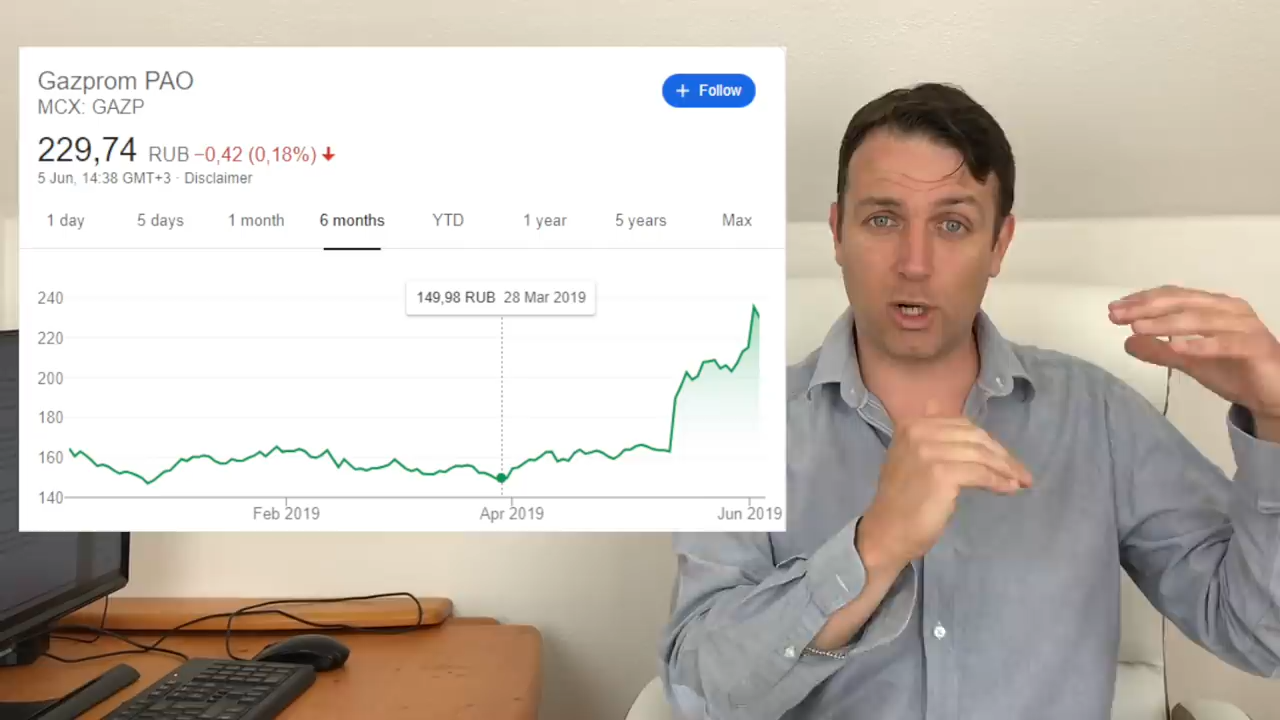 Gazprom PAO
MCX: GAZP
+ Follow
229,74 RUB −0,42 (0,18%)
5 Jun, 14:38 GMT+3 · Disclaimer
1 day 5 days 1 month 6 months YTD 1 year 5 years Max
149,98 RUB 28 Mar 2019
240
220
200
180
160
140
Feb 2019 Apr 2019 Jun 2019